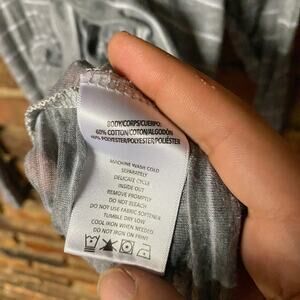 BODY/CORPS/CUERPO:
60% COTTON/COTON/ALGODÓN
40% POLYESTER/POLYESTER/POLIÉSTER
MACHINE WASH COLD
SEPARATELY
DELICATE CYCLE
INSIDE OUT
REMOVE PROMPTLY
DO NOT BLEACH
DO NOT USE FABRIC SOFTENER
TUMBLE DRY LOW
COOL IRON WHEN NEEDED
DO NOT IRON ON PRINT